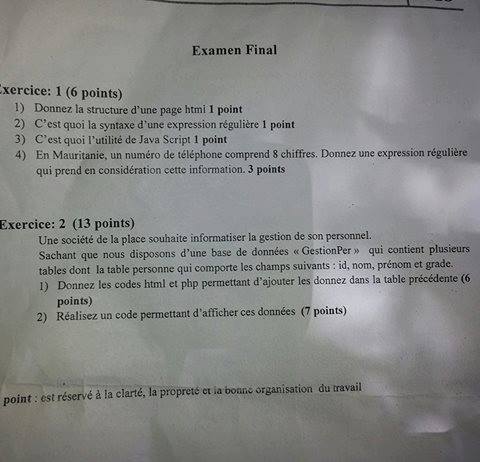 Examen Final
Exercice: 1 (6 points)
1) Donnez la structure d'une page html 1 point
2) C'est quoi la syntaxe d'une expression régulière 1 point
3) C'est quoi l'utilité de Java Script 1 point
4) En Mauritanie, un numéro de téléphone comprend 8 chiffres. Donnez une expression régulière
qui prend en considération cette information. 3 points
Exercice: 2 (13 points)
Une société de la place souhaite informatiser la gestion de son personnel.
Sachant que nous disposons d'une base de données « GestionPer » qui contient plusieurs
tables dont la table personne qui comporte les champs suivants : id, nom, prénom et grade.
1) Donnez les codes html et php permettant d'ajouter les donnez dans la table précédente (6
points)
2) Réalisez un code permettant d'afficher ces données (7 points)
point : est réservé à la clarté, la propreté et la bonne organisation du travail